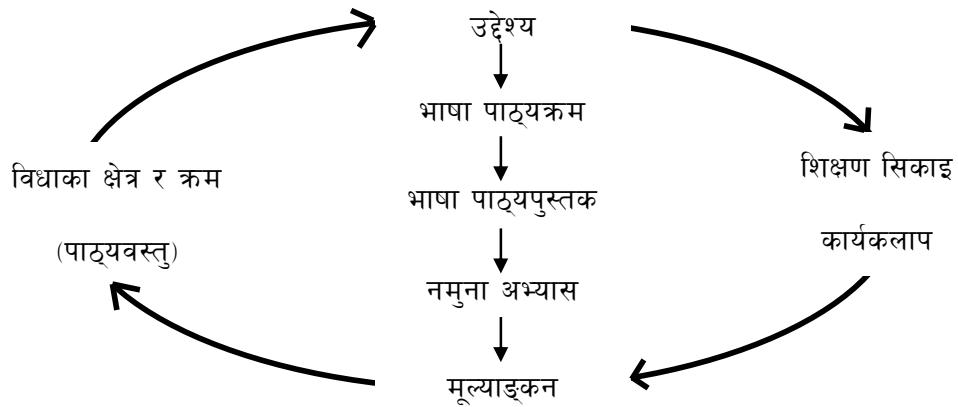 उद्देश्य
भाषा पाठ्यक्रम
विधाका क्षेत्र र क्रम
(पाठ्यवस्तु)
भाषा पाठ्यपुस्तक
शिक्षण सिकाइ
कार्यकलाप
नमुना अभ्यास
मूल्याङ्कन